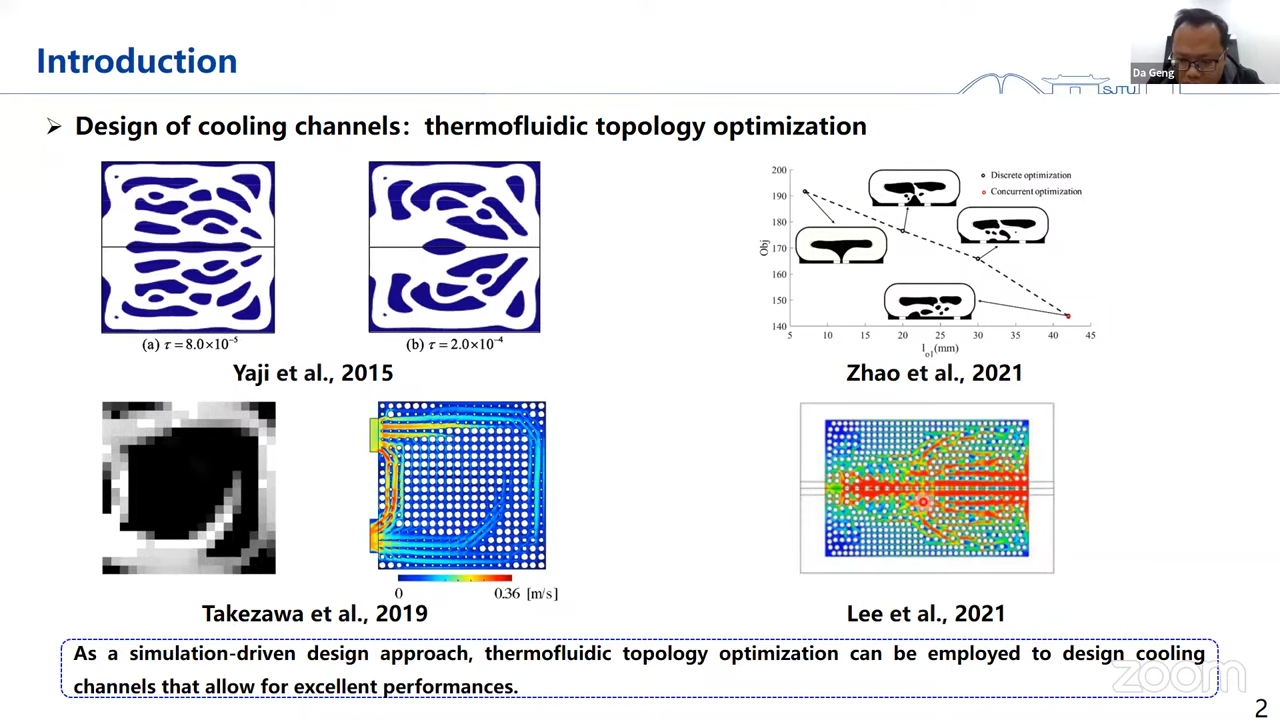 Introduction
Da Geng
SJTU
➢ Design of cooling channels: thermofluidic topology optimization
(a) τ = 8.0×10⁻⁵
(b) τ = 2.0×10⁻⁴
Yaji et al., 2015
200
190
180
170
160
150
140
Obj
5 10 15 20 25 30 35 40 45
l_o1(mm)
Discrete optimization
Concurrent optimization
Zhao et al., 2021
0 0.36 [m/s]
Takezawa et al., 2019
Lee et al., 2021
As a simulation-driven design approach, thermofluidic topology optimization can be employed to design cooling
channels that allow for excellent performances.
zoom
2